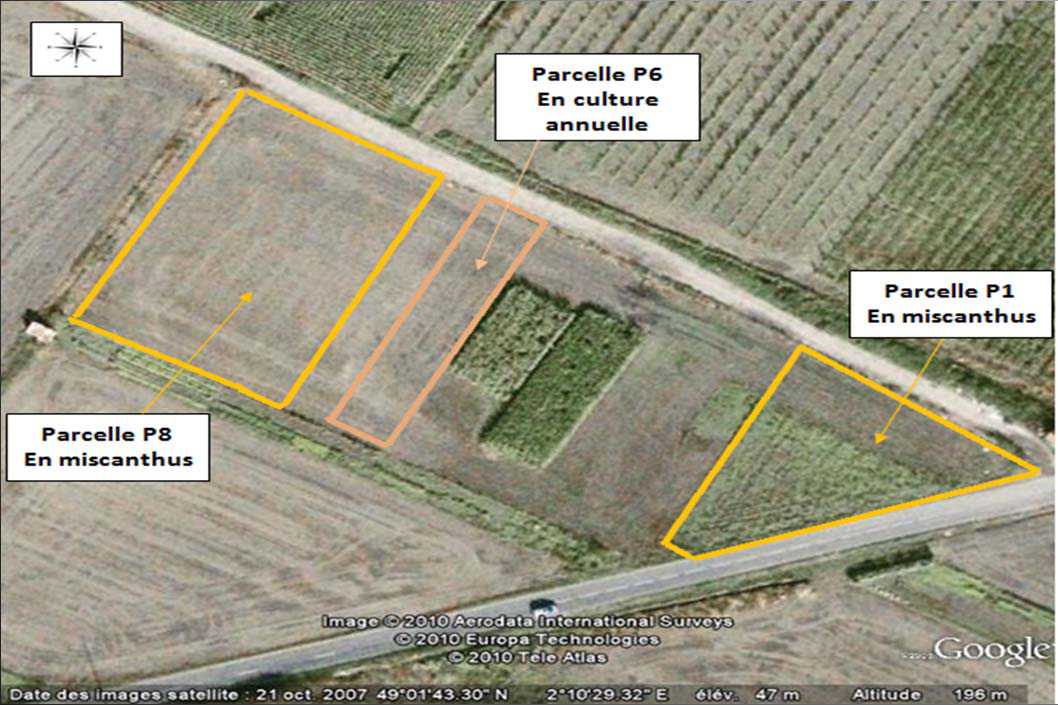 Parcelle P6
En culture
annuelle
Parcelle P1
En miscanthus
Parcelle P8
En miscanthus
Image © 2010 Aerodata International Surveys
© 2010 Europa Technologies
© 2010 Tele Atlas
Google
Date des images satellite : 21 oct. 2007 49°01'43.30" N 2°10'29.32" E élév. 47 m Altitude 196 m